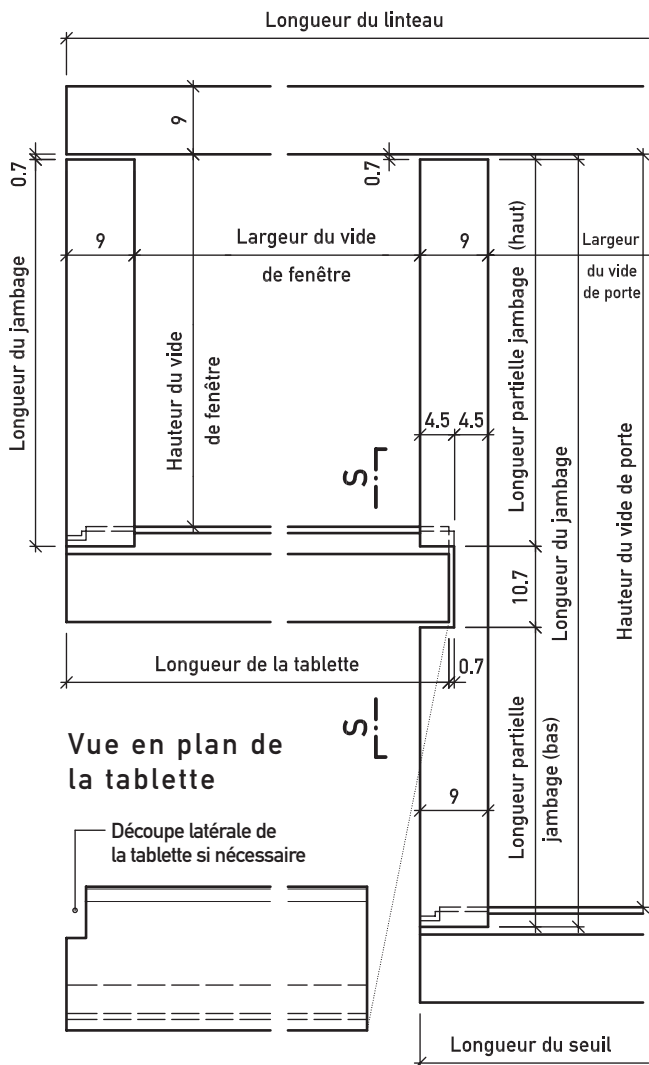 Longueur du linteau
9
0.7
0.7
9
Largeur du vide
de fenêtre
9
Largeur
du vide
de porte
Longueur du jambage
Hauteur du vide
de fenêtre
Longueur partielle jambage (haut)
Longueur du jambage
Hauteur du vide de porte
4.5 4.5
S
10.7
Longueur de la tablette
0.7
S
Longueur partielle
jambage (bas)
Vue en plan de
la tablette
9
Découpe latérale de
la tablette si nécessaire
Longueur du seuil